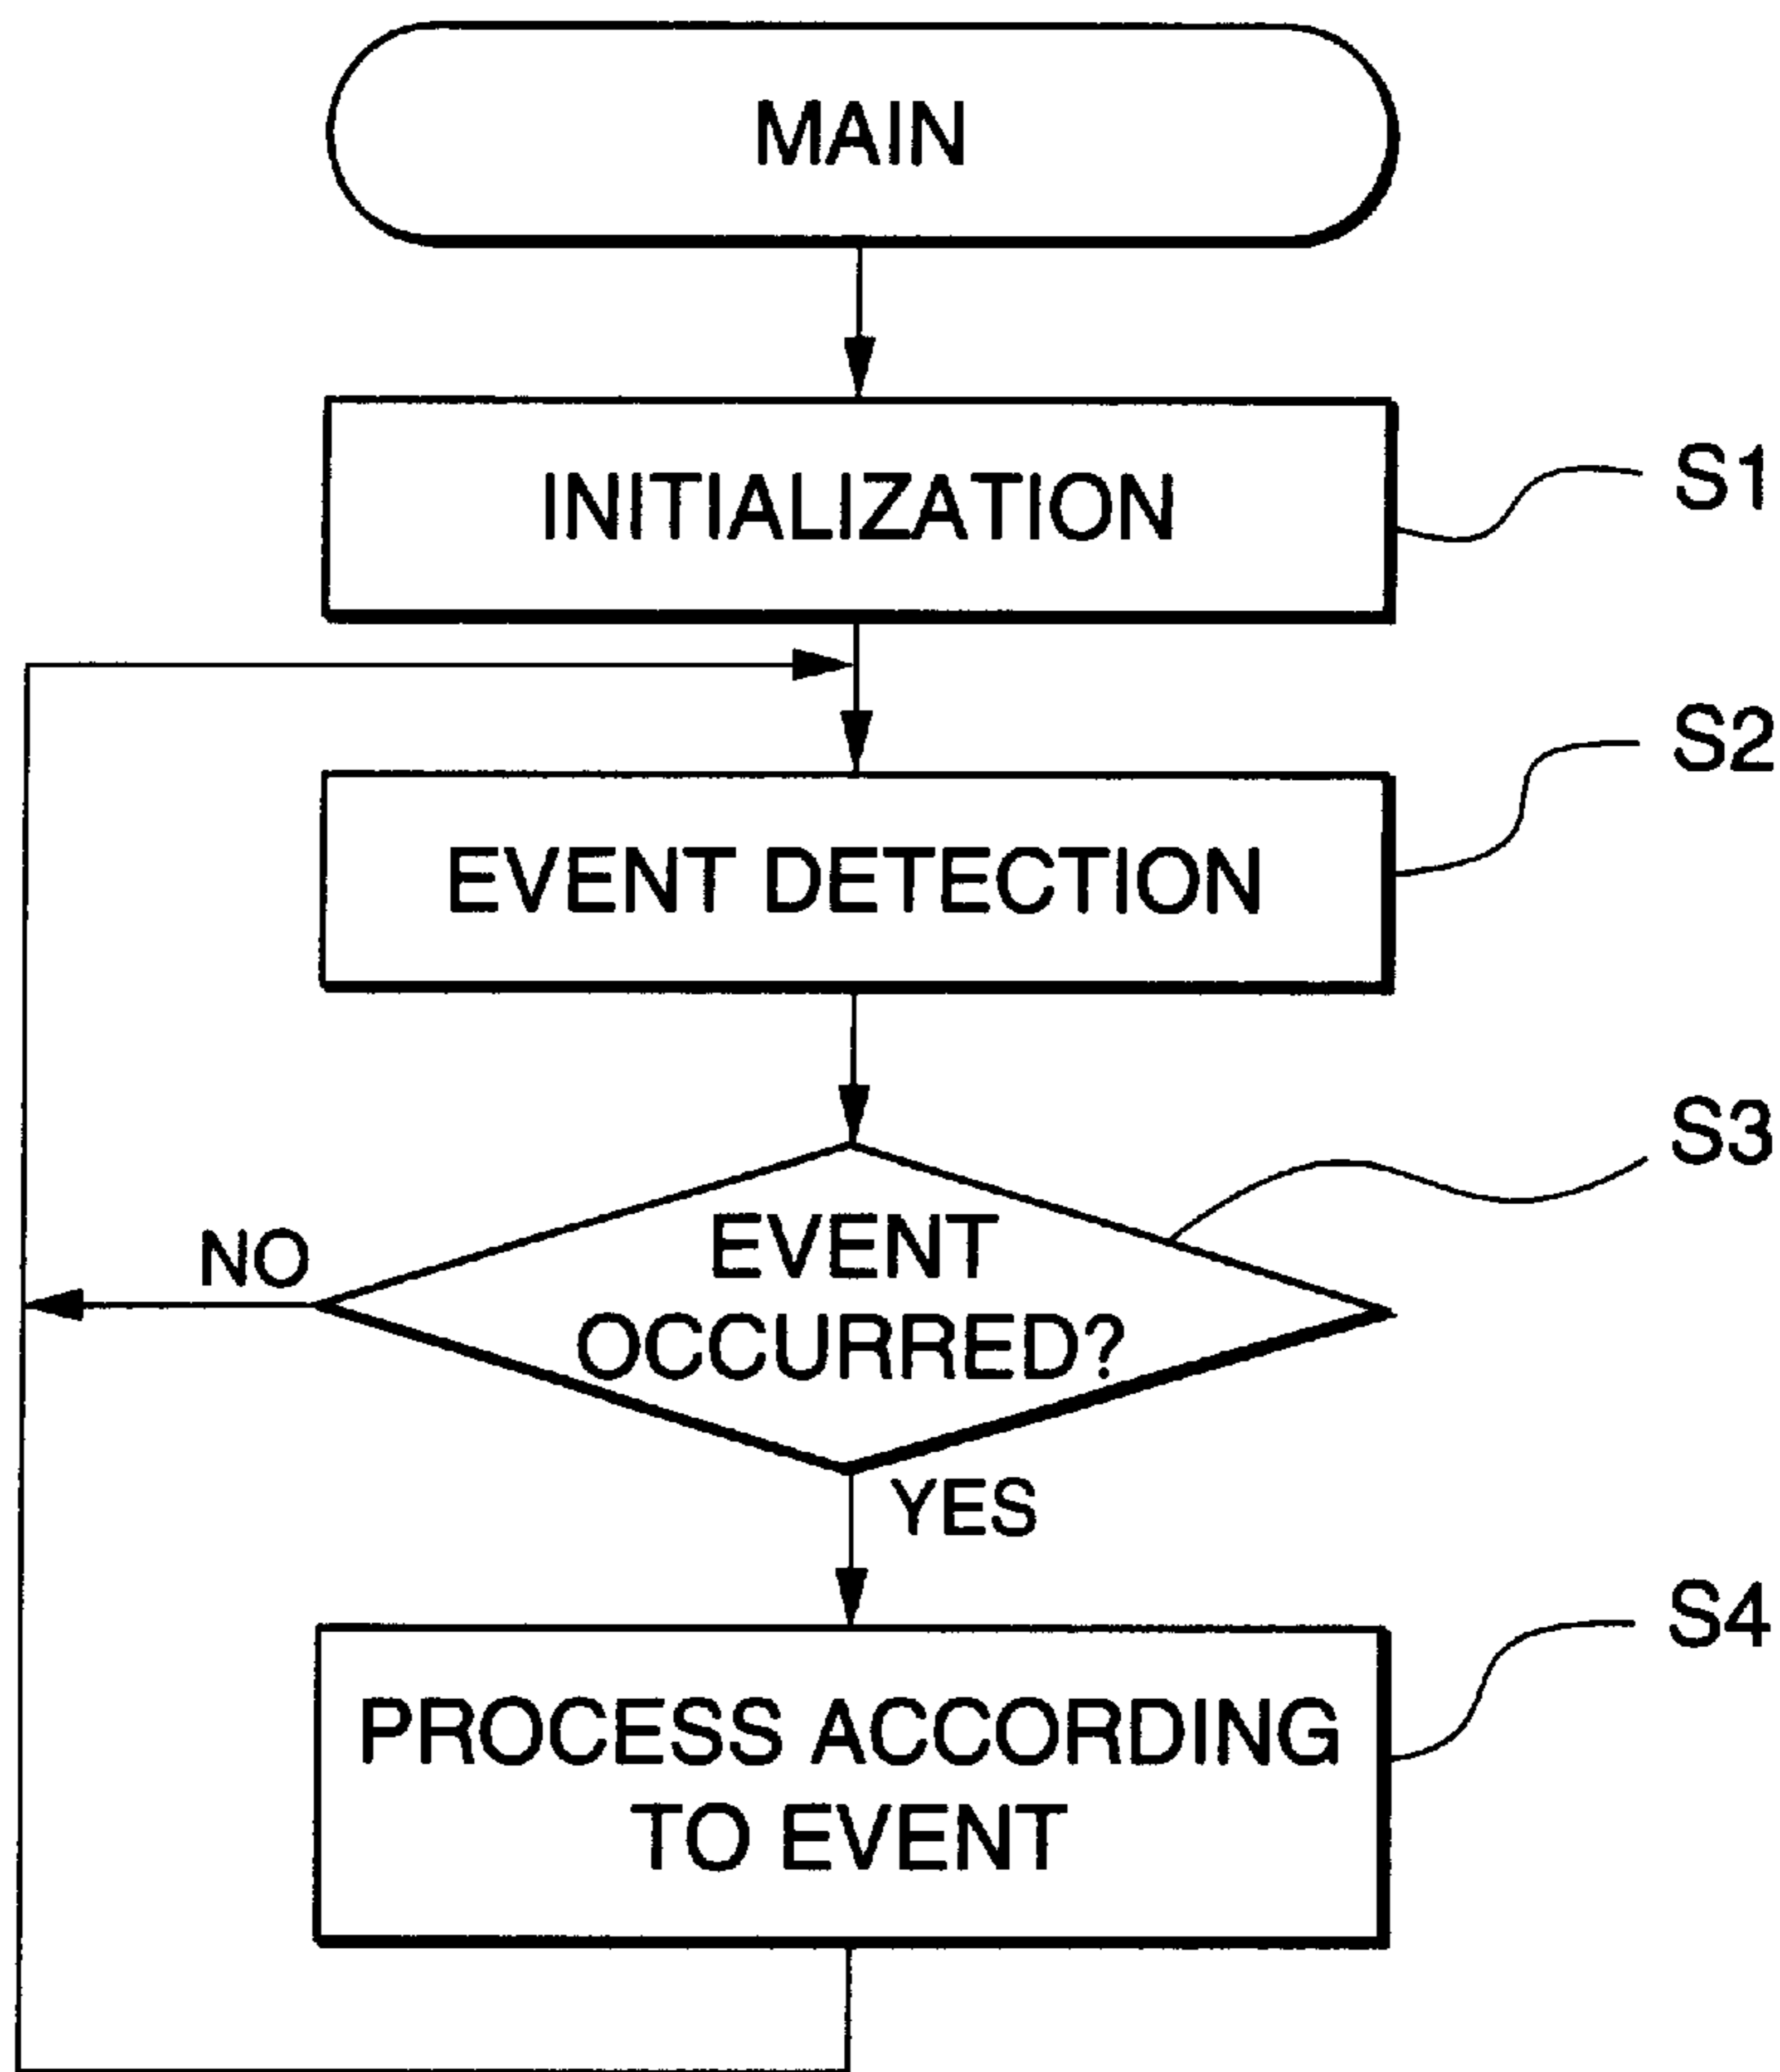 MAIN
INITIALIZATION
S1
EVENT DETECTION
S2
EVENT
OCCURRED?
S3
NO
YES
PROCESS ACCORDING
TO EVENT
S4